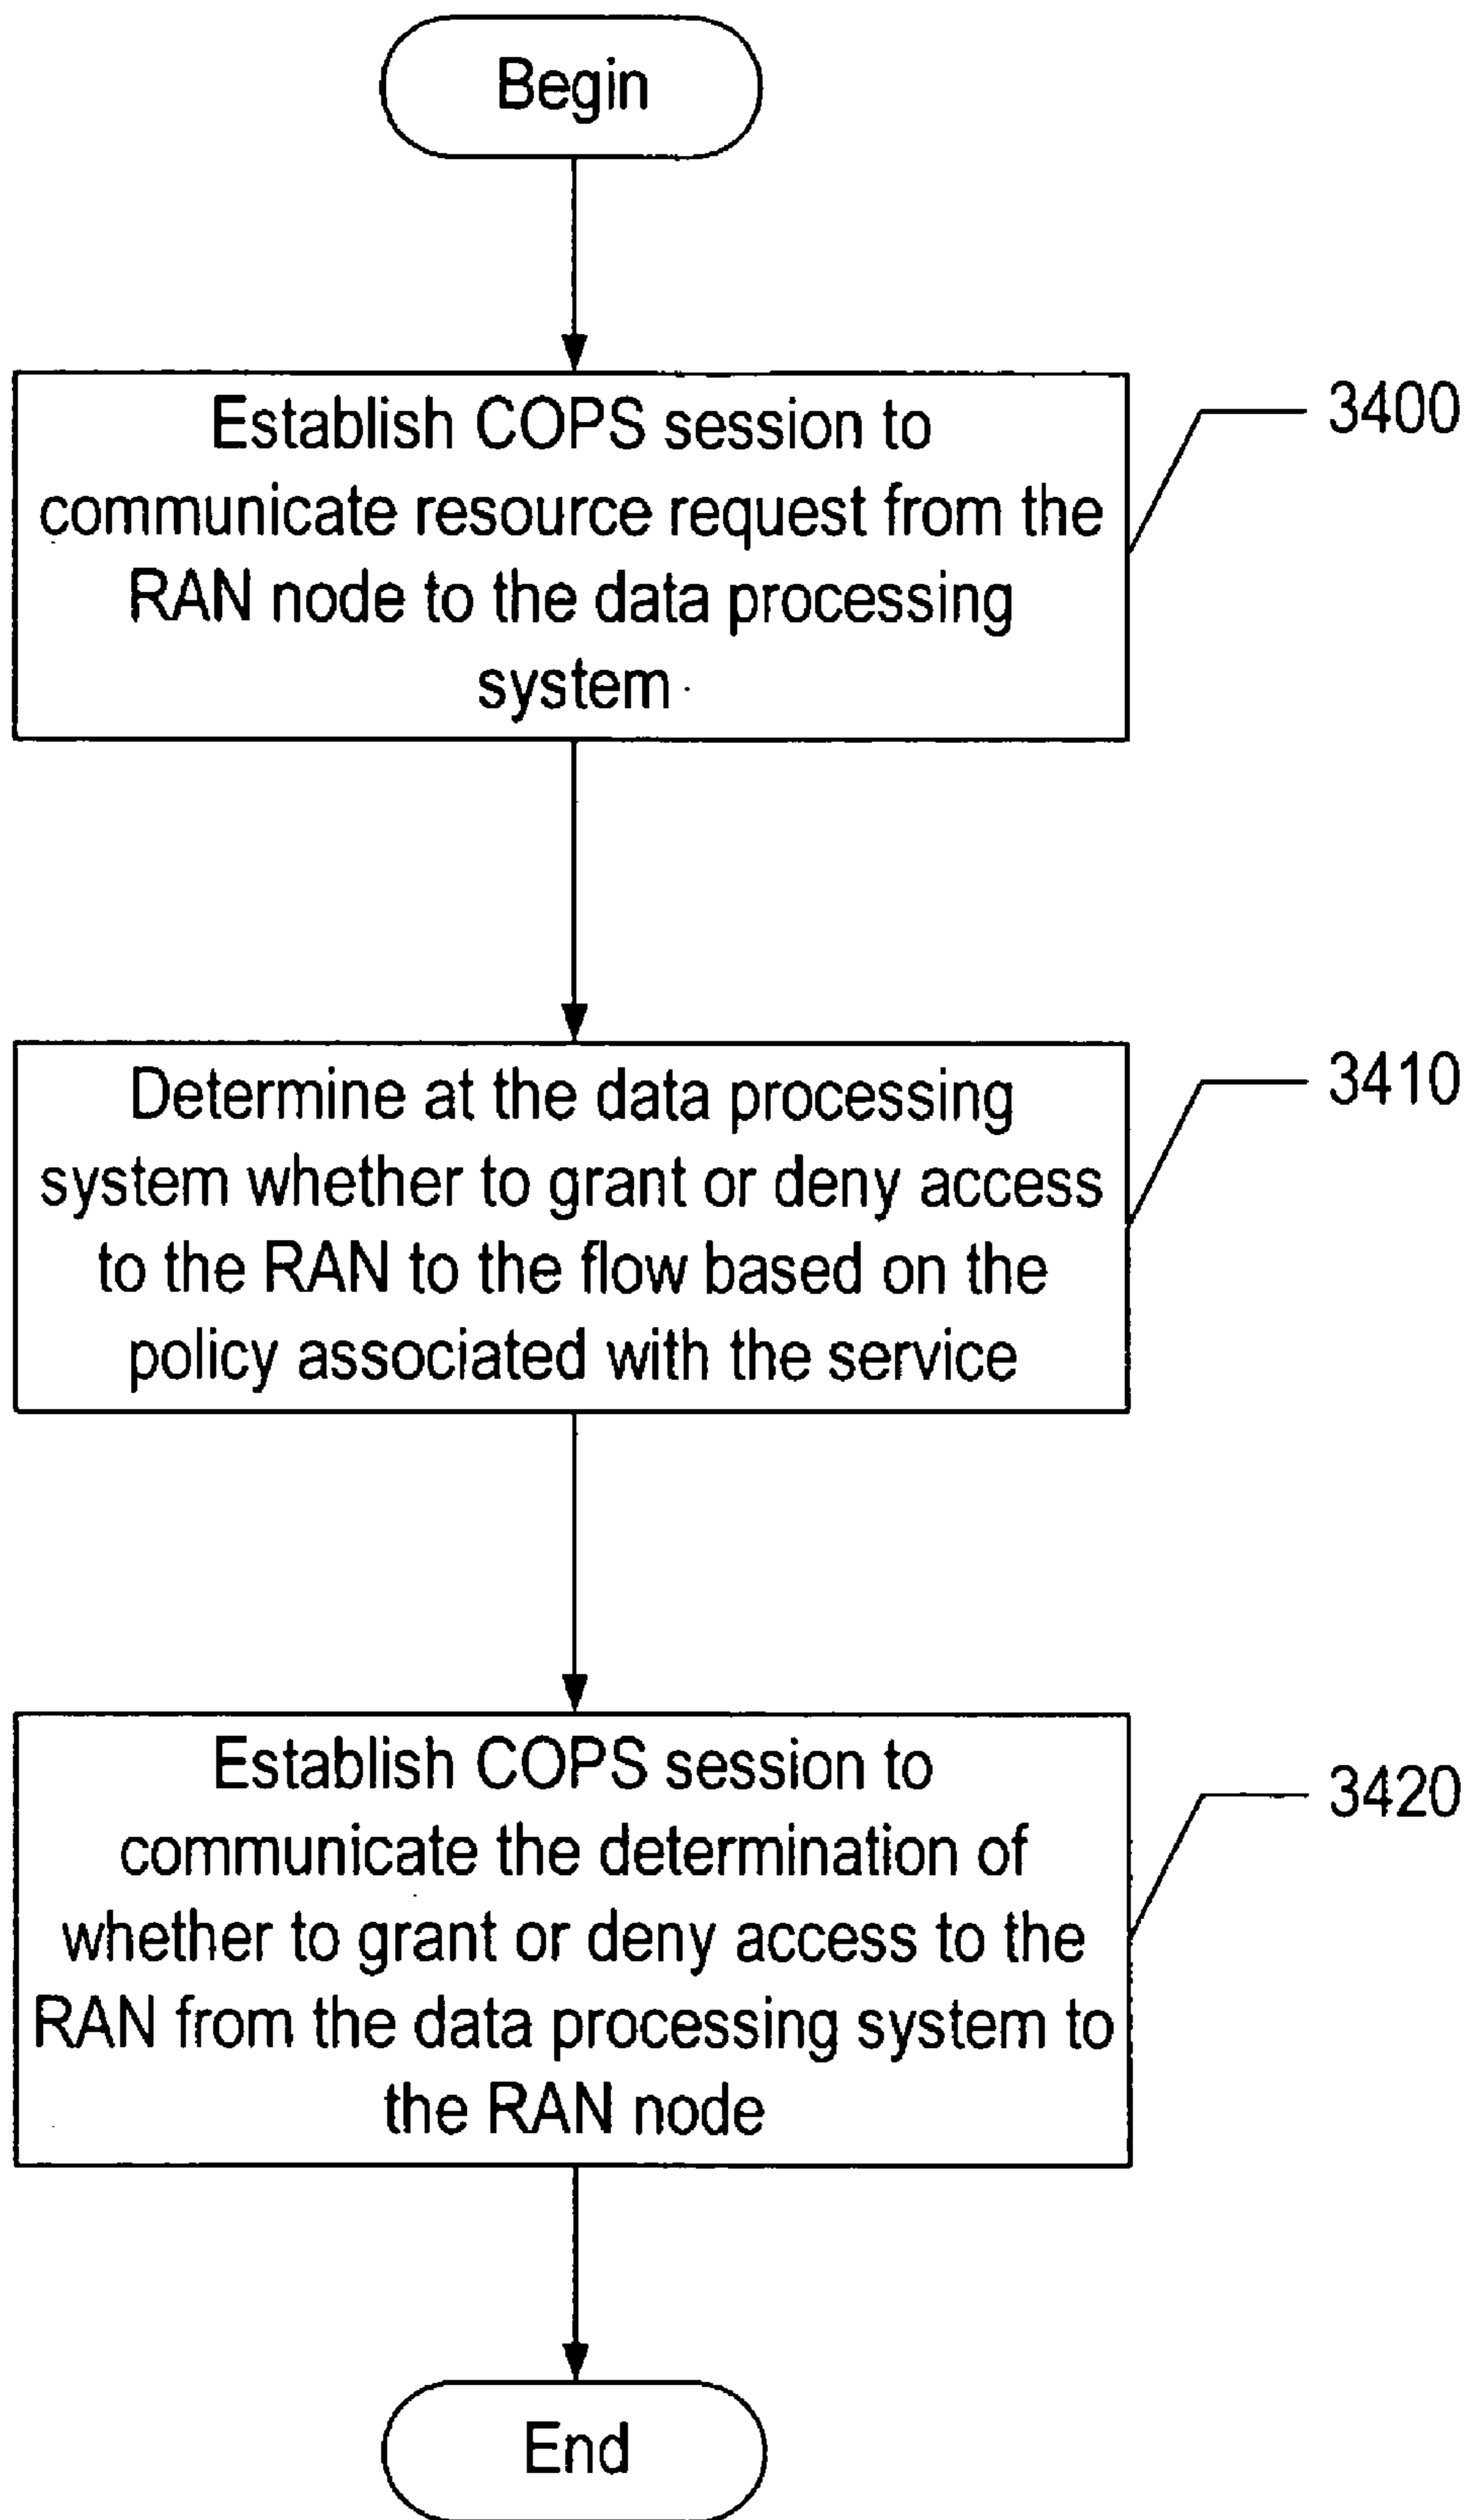 Begin
Establish COPS session to
communicate resource request from the
RAN node to the data processing
system
3400
Determine at the data processing
system whether to grant or deny access
to the RAN to the flow based on the
policy associated with the service
3410
Establish COPS session to
communicate the determination of
whether to grant or deny access to the
RAN from the data processing system to
the RAN node
3420
End